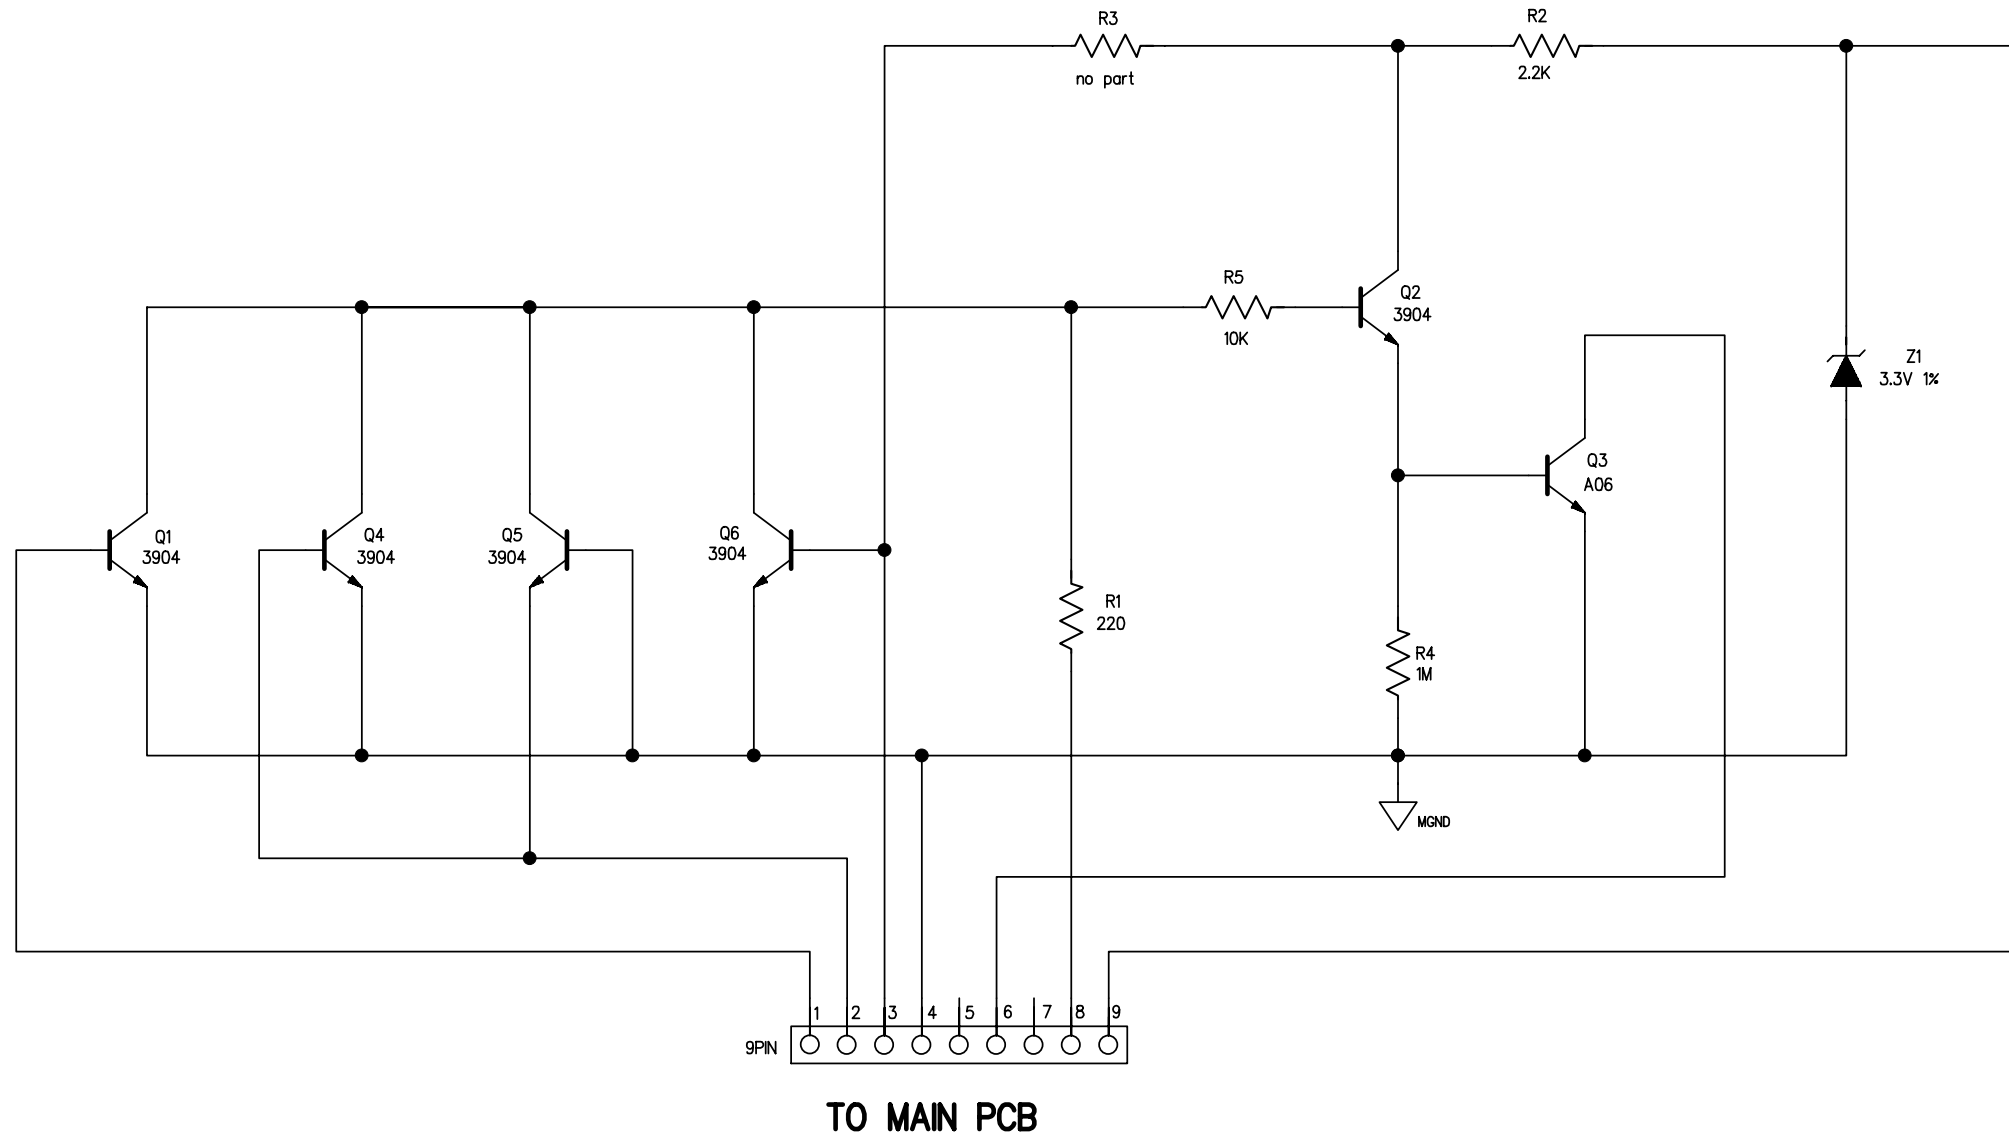 R3
no part
R2
2.2K
R5
10K
Q2
3904
Z1
3.3V 1%
Q3
A06
Q1
3904
Q4
3904
Q5
3904
Q6
3904
R1
220
R4
1M
MGND
1 2 3 4 5 6 7 8 9
9PIN
TO MAIN PCB